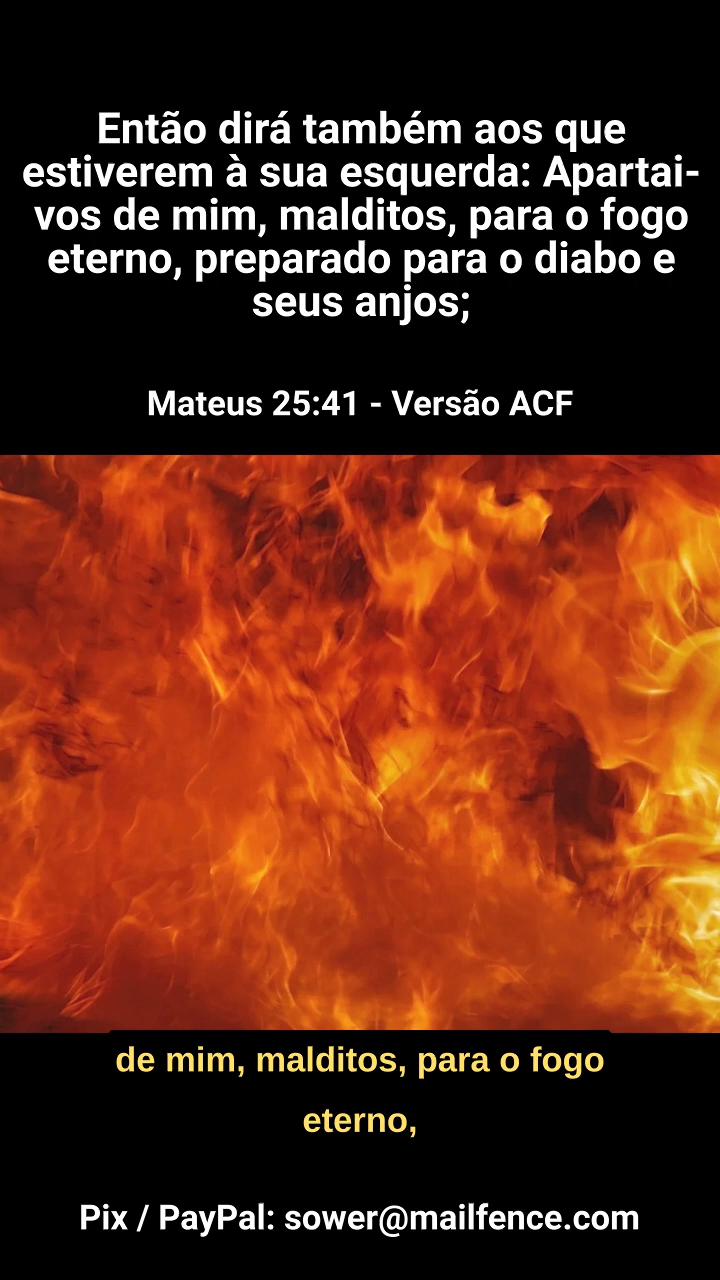 Então dirá também aos que
estiverem à sua esquerda: Apartai-
vos de mim, malditos, para o fogo
eterno, preparado para o diabo e
seus anjos;
Mateus 25:41 - Versão ACF
de mim, malditos, para o fogo
eterno,
Pix / PayPal: sower@mailfence.com